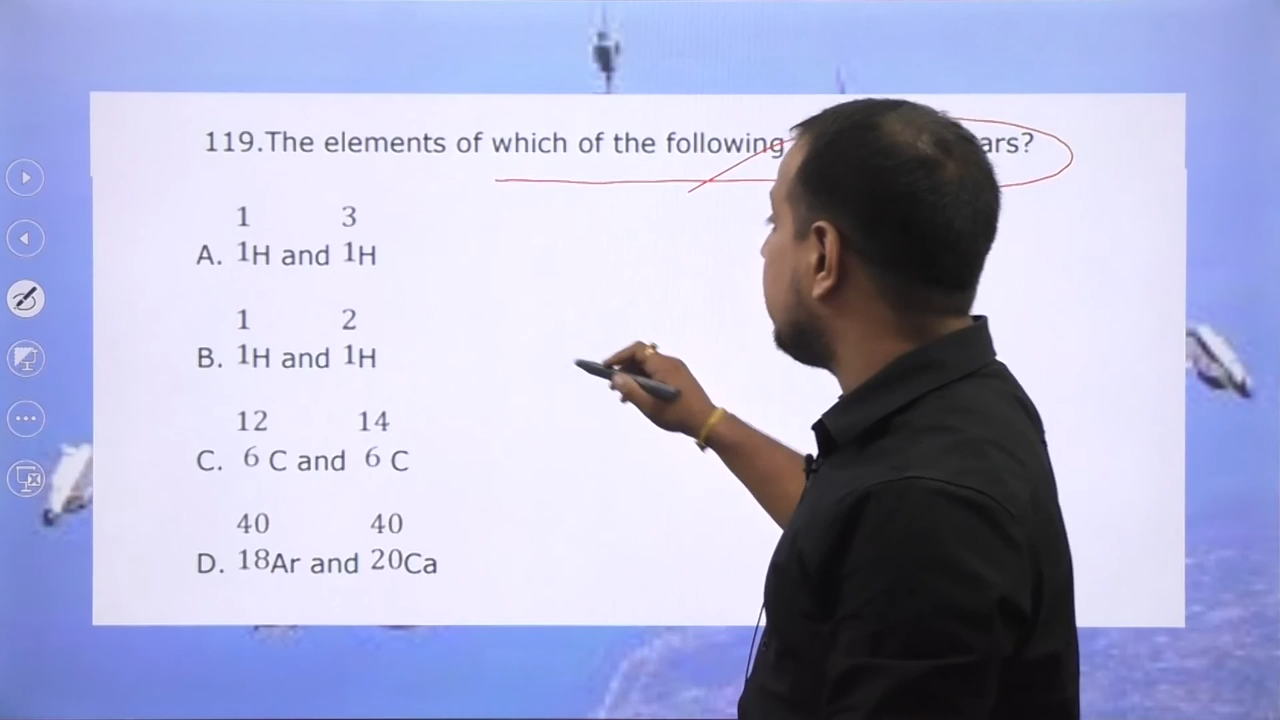 119.The elements of which of the following ars?
1 3
A. 1H and 1H
1 2
B. 1H and 1H
12 14
C. 6 C and 6 C
40 40
D. 18Ar and 20Ca